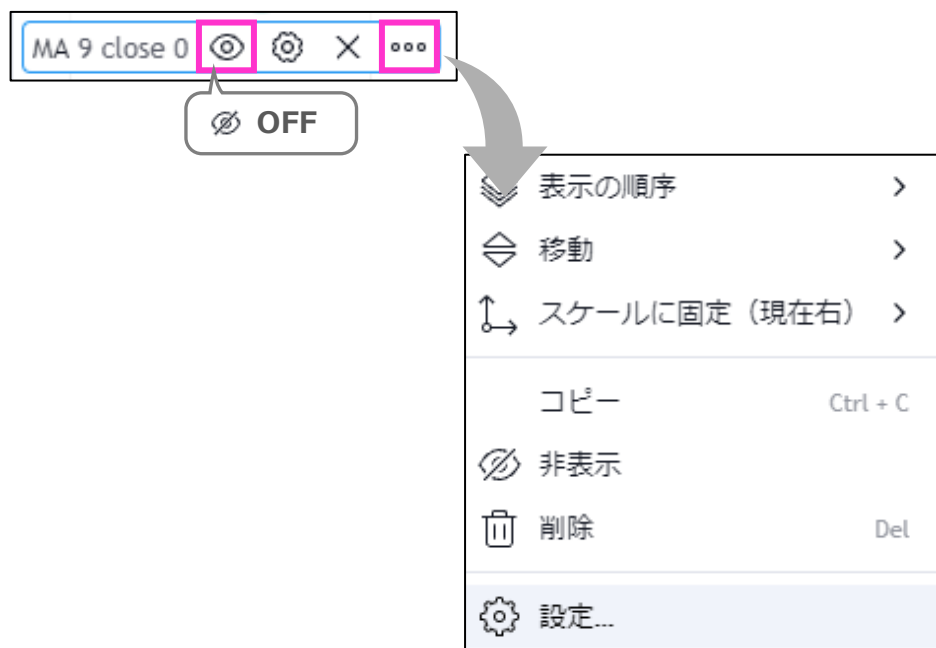 MA 9 close 0
OFF
表示の順序
移動
スケールに固定（現在右）
コピー Ctrl + C
非表示
削除 Del
設定...